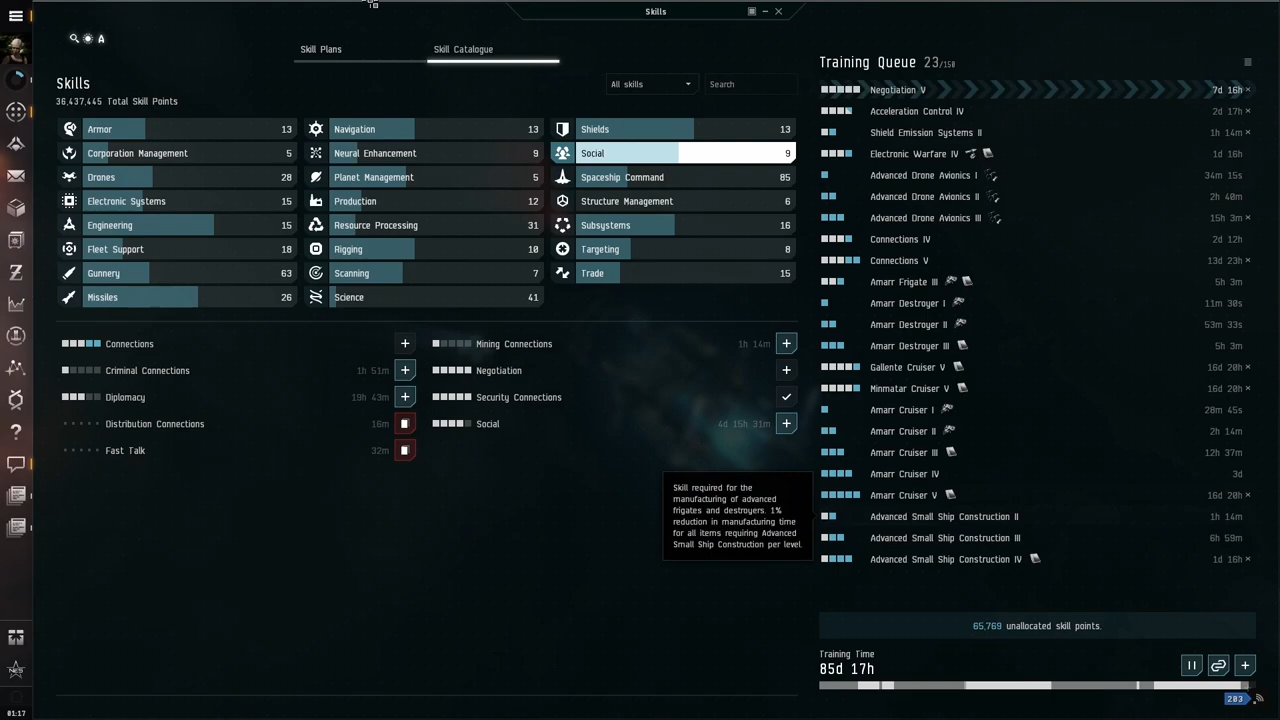 Skills
A
Skill Plans
Skill Catalogue
Skills
36,437,445 Total Skill Points
All skills
Search
Armor 13
Navigation 13
Shields 13
Corporation Management 5
Neural Enhancement 9
Social 9
Drones 28
Planet Management 5
Spaceship Command 85
Electronic Systems 15
Production 12
Structure Management 6
Engineering 15
Resource Processing 31
Subsystems 16
Fleet Support 18
Rigging 10
Targeting 8
Gunnery 63
Scanning 7
Trade 15
Missiles 26
Science 41
Connections
Mining Connections 1h 14m
Criminal Connections 1h 51m
Negotiation
Diplomacy 19h 43m
Security Connections
Distribution Connections 16m
Social 4d 15h 31m
Fast Talk 32m
Skill required for the
manufacturing of advanced
frigates and destroyers. 1%
reduction in manufacturing time
for all items requiring Advanced
Small Ship Construction per level.
Training Queue 23/150
Negotiation V 7d 16h
Acceleration Control IV 2d 17h
Shield Emission Systems II 1h 14m
Electronic Warfare IV 1d 16h
Advanced Drone Avionics I 34m 15s
Advanced Drone Avionics II 2h 40m
Advanced Drone Avionics III 15h 3m
Connections IV 2d 12h
Connections V 13d 23h
Amarr Frigate III 5h 3m
Amarr Destroyer I 11m 30s
Amarr Destroyer II 53m 33s
Amarr Destroyer III 5h 3m
Gallente Cruiser V 16d 20h
Minmatar Cruiser V 16d 20h
Amarr Cruiser I 28m 45s
Amarr Cruiser II 2h 14m
Amarr Cruiser III 12h 37m
Amarr Cruiser IV 3d
Amarr Cruiser V 16d 20h
Advanced Small Ship Construction II 1h 14m
Advanced Small Ship Construction III 6h 59m
Advanced Small Ship Construction IV 1d 16h
65,769 unallocated skill points.
Training Time
85d 17h
203
NES
01:17